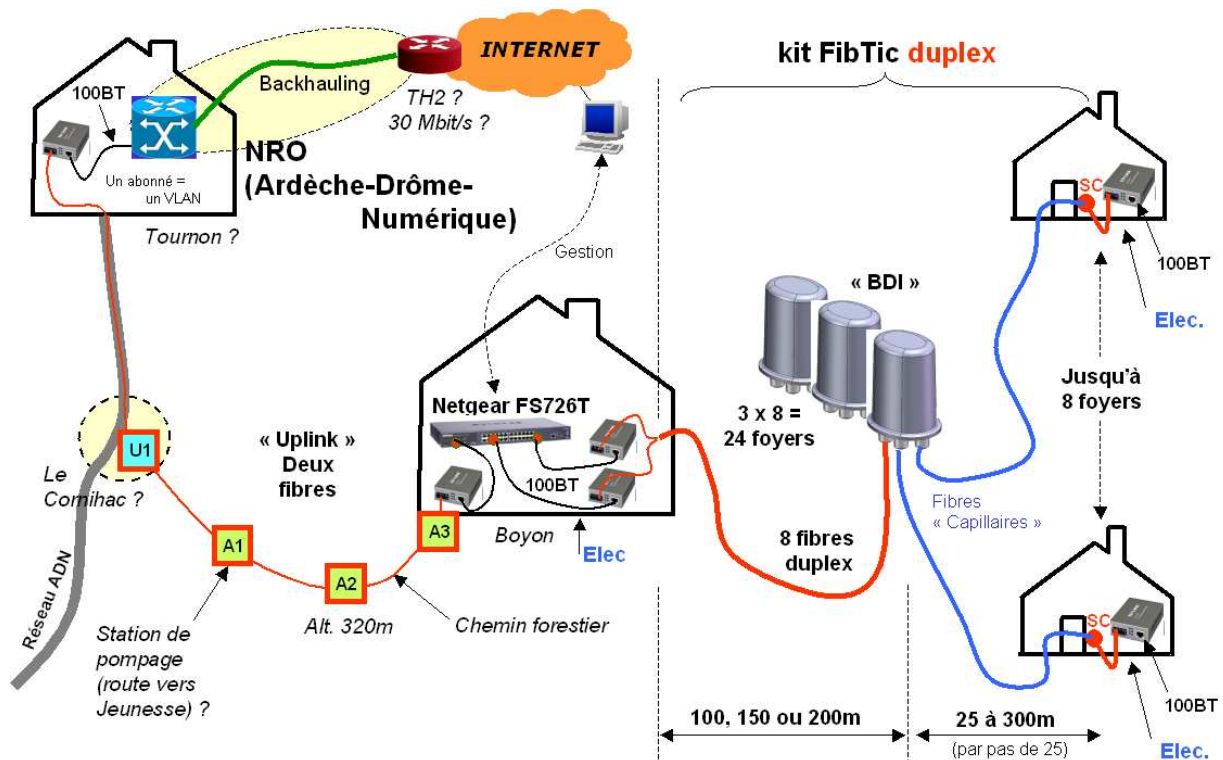 INTERNET
kit FibTic duplex
100BT
Backhauling
TH2 ?
30 Mbit/s ?
NRO
(Ardèche-Drôme-
Numérique)
Un abonné =
un VLAN
Tournon ?
Gestion
SC
100BT
Elec.
« BDI »
3 x 8 =
24 foyers
Jusqu'à
8 foyers
Netgear FS726T
« Uplink »
Deux
fibres
100BT
U1
Le
Cornihac ?
Fibres
« Capillaires »
A3
Boyon
Elec
8 fibres
duplex
A1
A2
Alt. 320m
Chemin forestier
Réseau ADN
Station de
pompage
(route vers
Jeunesse) ?
SC
100BT
Elec.
100, 150 ou 200m
25 à 300m
(par pas de 25)